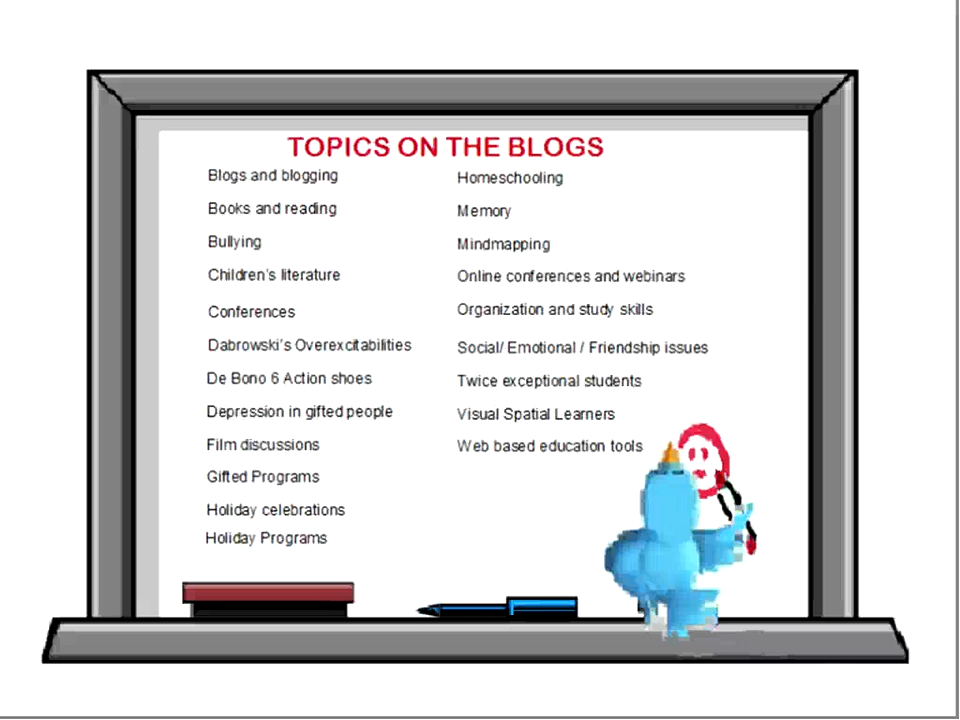 TOPICS ON THE BLOGS
Blogs and blogging
Books and reading
Bullying
Children's literature
Conferences
Dabrowski's Overexcitabilities
De Bono 6 Action shoes
Depression in gifted people
Film discussions
Gifted Programs
Holiday celebrations
Holiday Programs
Homeschooling
Memory
Mindmapping
Online conferences and webinars
Organization and study skills
Social/ Emotional / Friendship issues
Twice exceptional students
Visual Spatial Learners
Web based education tools